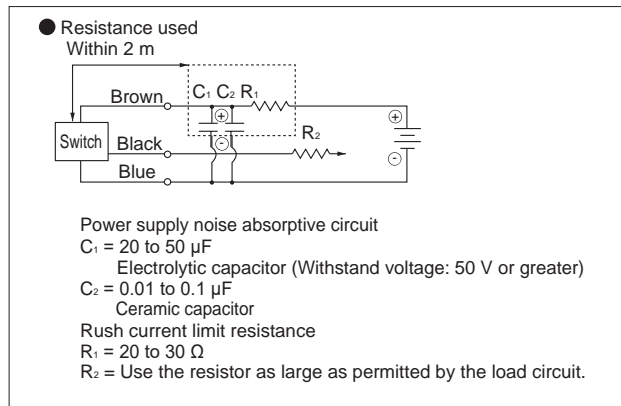 ● Resistance used
Within 2 m
C₁ C₂ R₁
Brown
⊕
⊕
R₂
Switch
Black
⊖
⊖
Blue
Power supply noise absorptive circuit
C₁ = 20 to 50 µF
Electrolytic capacitor (Withstand voltage: 50 V or greater)
C₂ = 0.01 to 0.1 µF
Ceramic capacitor
Rush current limit resistance
R₁ = 20 to 30 Ω
R₂ = Use the resistor as large as permitted by the load circuit.